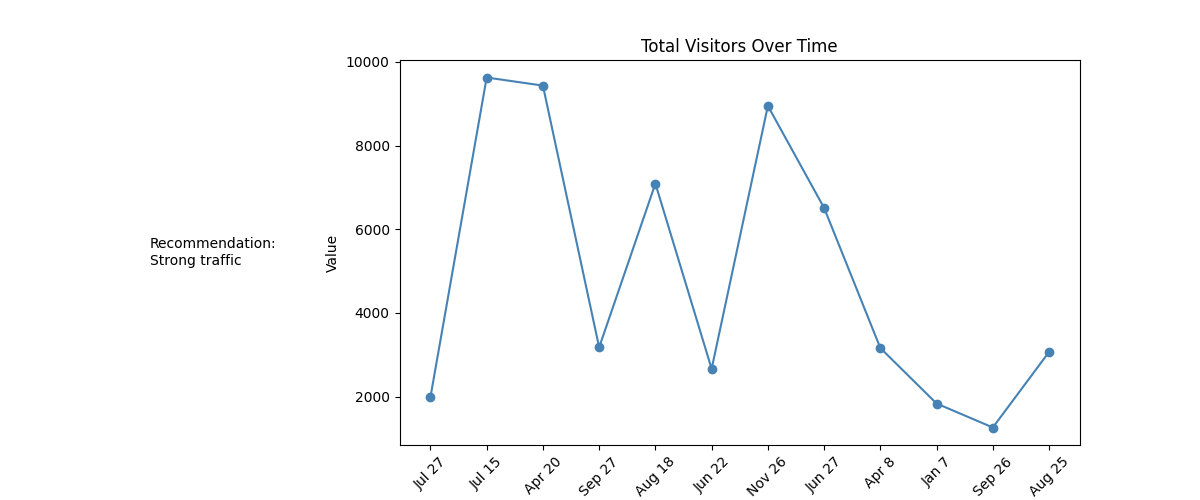 Total Visitors Over Time
Recommendation:
Strong traffic
Value
10000
8000
6000
4000
2000
Jul 27
Jul 15
Apr 20
Sep 27
Aug 18
Jun 22
Nov 26
Jun 27
Apr 8
Jan 7
Sep 26
Aug 25